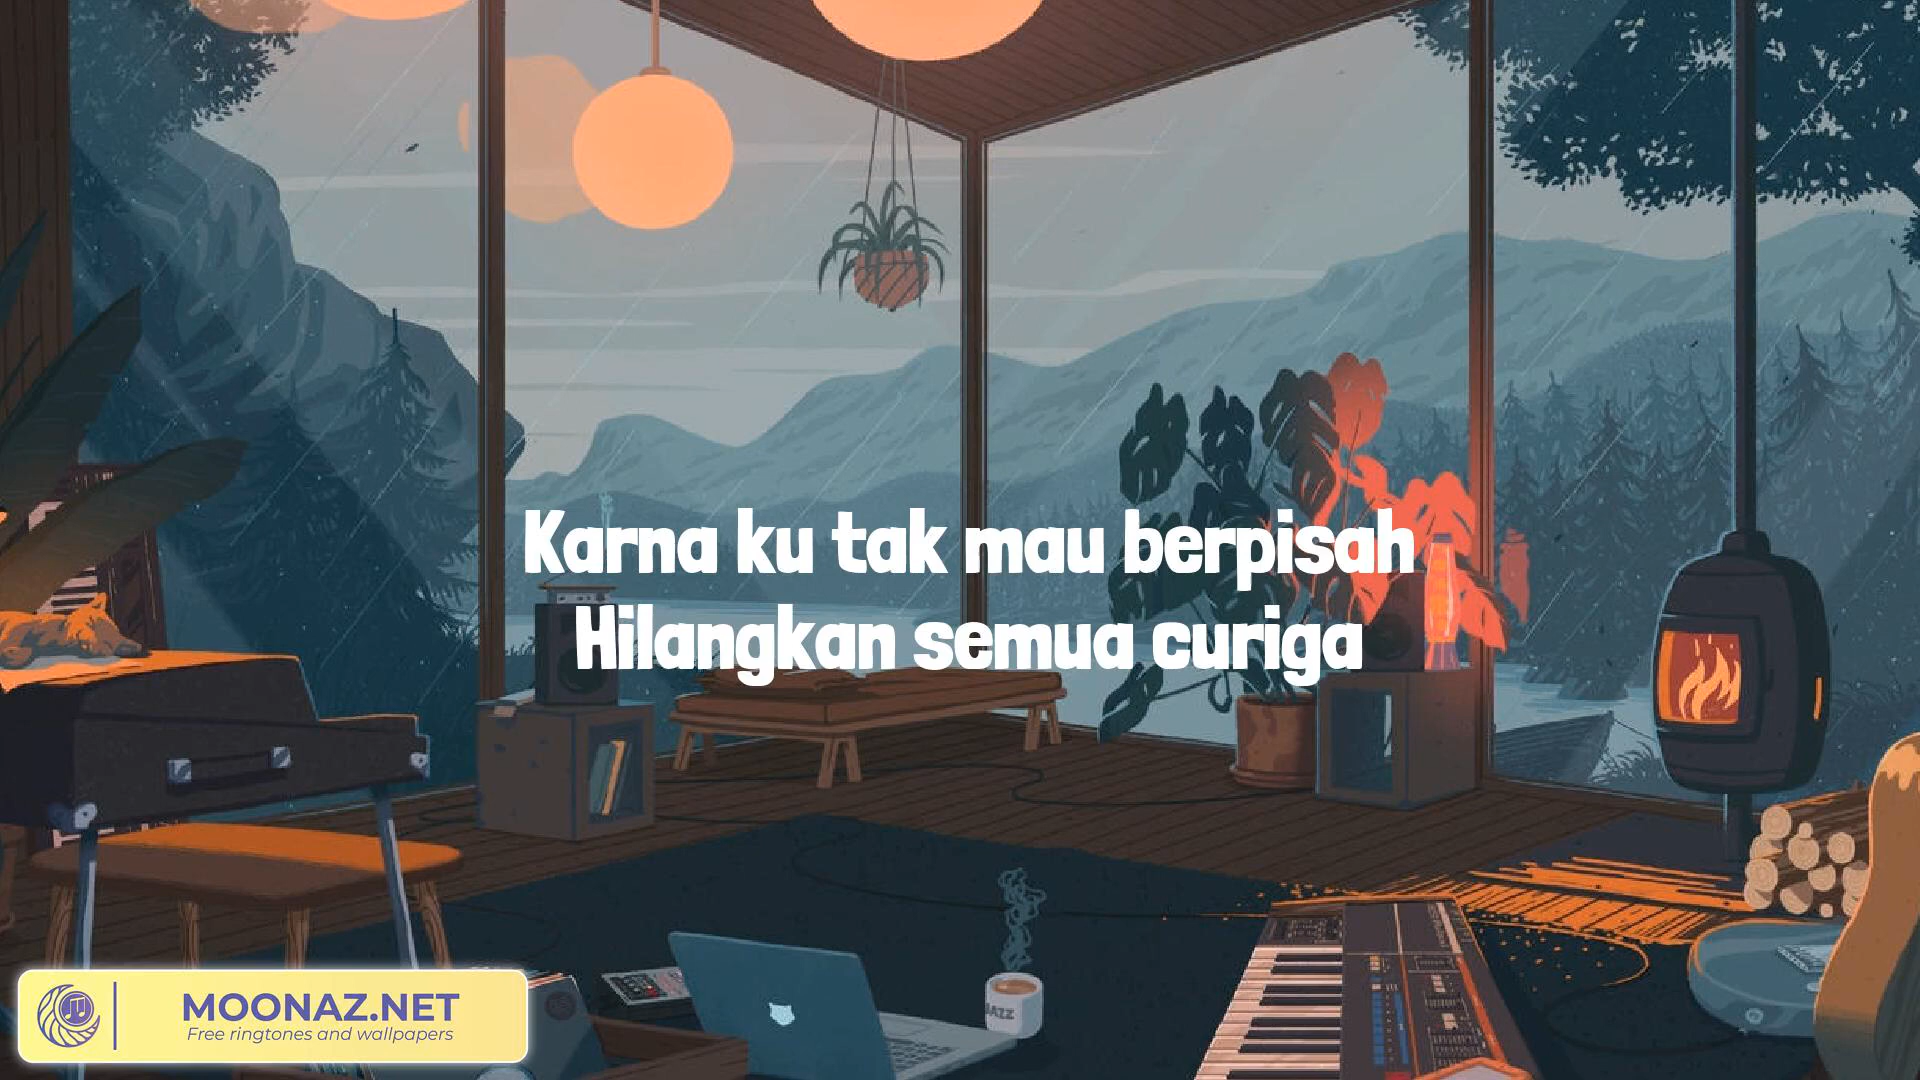 Karna ku tak mau berpisah
Hilangkan semua curiga
JAZZ
MOONAZ.NET
Free ringtones and wallpapers